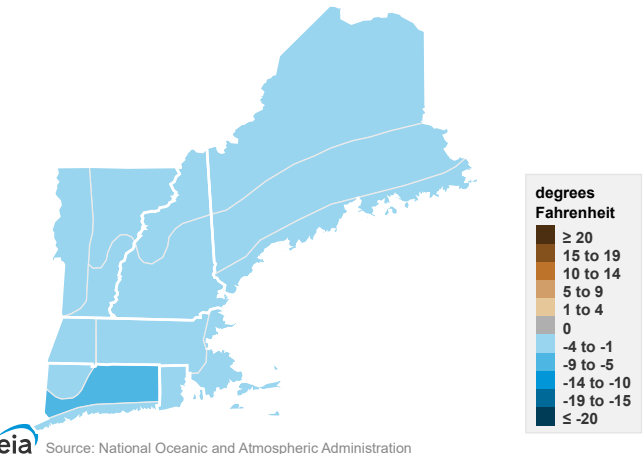 degrees
Fahrenheit
≥ 20
15 to 19
10 to 14
5 to 9
1 to 4
0
-4 to -1
-9 to -5
-14 to -10
-19 to -15
≤ -20
eia Source: National Oceanic and Atmospheric Administration